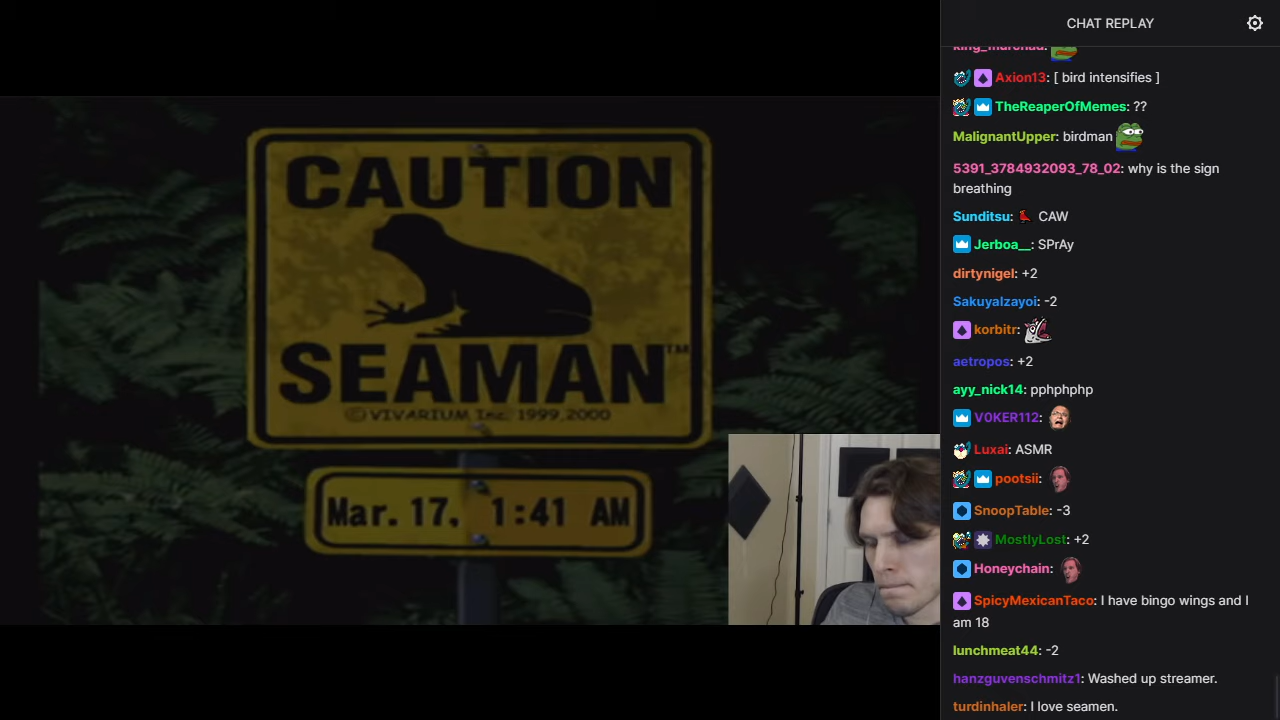 CHAT REPLAY
king_murchad:
Axion13: [ bird intensifies ]
TheReaperOfMemes: ??
MalignantUpper: birdman
5391_3784932093_78_02: why is the sign
breathing
Sunditsu: CAW
Jerboa__: SPrAy
dirtynigel: +2
SakuyaIzayoi: -2
korbitr:
aetropos: +2
ayy_nick14: pphphphp
V0KER112:
Luxai: ASMR
pootsii:
SnoopTable: -3
MostlyLost: +2
Honeychain:
SpicyMexicanTaco: I have bingo wings and I
am 18
lunchmeat44: -2
hanzguvenschmitz1: Washed up streamer.
turdinhaler: I love seamen.
CAUTION
SEAMAN™
© VIVARIUM Inc. 1999,2000
Mar. 17, 1:41 AM